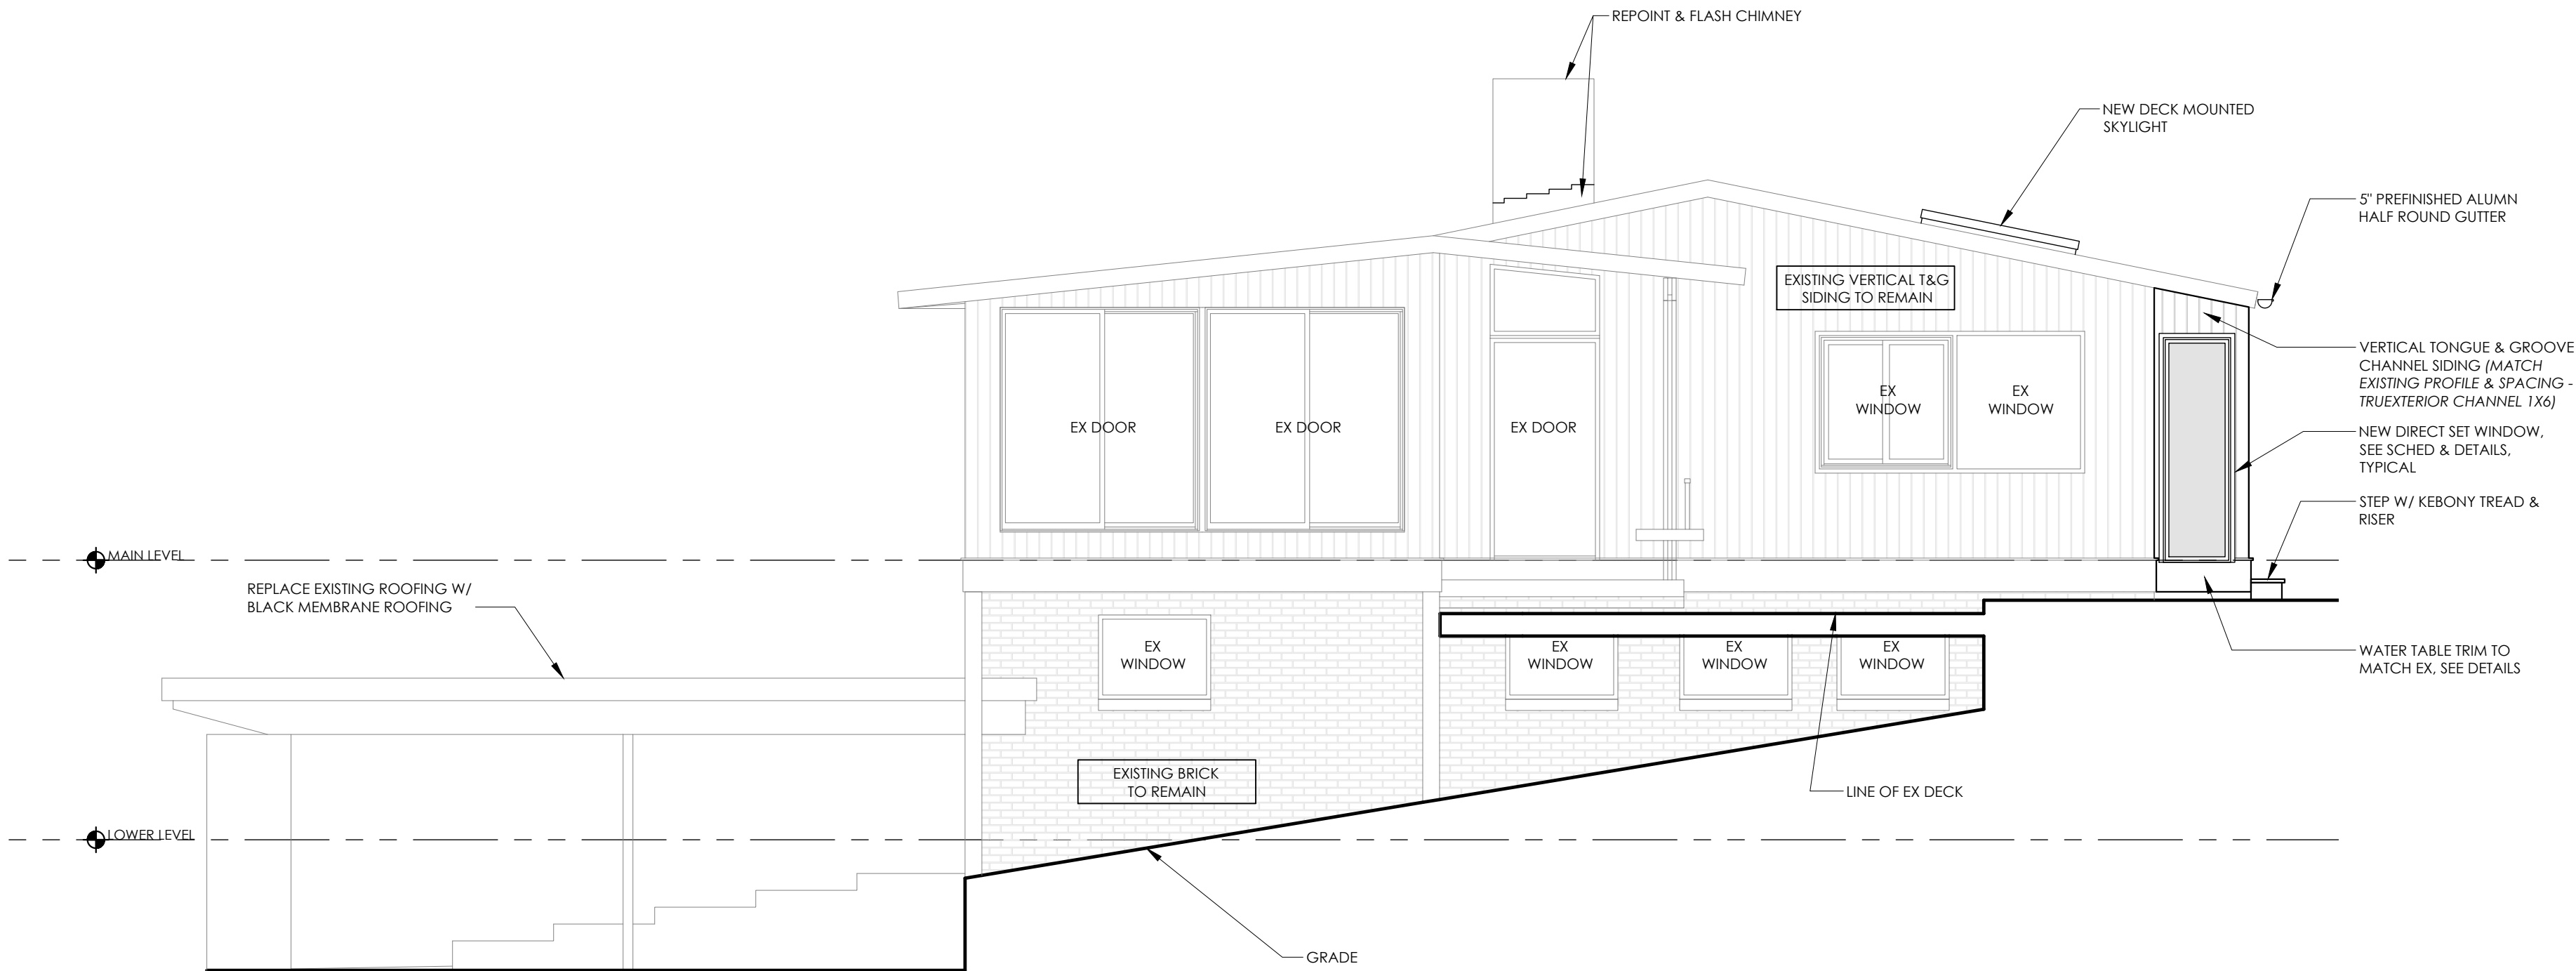 REPOINT & FLASH CHIMNEY
NEW DECK MOUNTED
SKYLIGHT
5" PREFINISHED ALUMN
HALF ROUND GUTTER
EXISTING VERTICAL T&G
SIDING TO REMAIN
VERTICAL TONGUE & GROOVE
CHANNEL SIDING (MATCH
EXISTING PROFILE & SPACING -
TRUEXTERIOR CHANNEL 1X6)
EX DOOR
EX DOOR
EX DOOR
EX
WINDOW
EX
WINDOW
NEW DIRECT SET WINDOW,
SEE SCHED & DETAILS,
TYPICAL
STEP W/ KEBONY TREAD &
RISER
MAIN LEVEL
REPLACE EXISTING ROOFING W/
BLACK MEMBRANE ROOFING
EX
WINDOW
EX
WINDOW
EX
WINDOW
EX
WINDOW
WATER TABLE TRIM TO
MATCH EX, SEE DETAILS
EXISTING BRICK
TO REMAIN
LINE OF EX DECK
LOWER LEVEL
GRADE